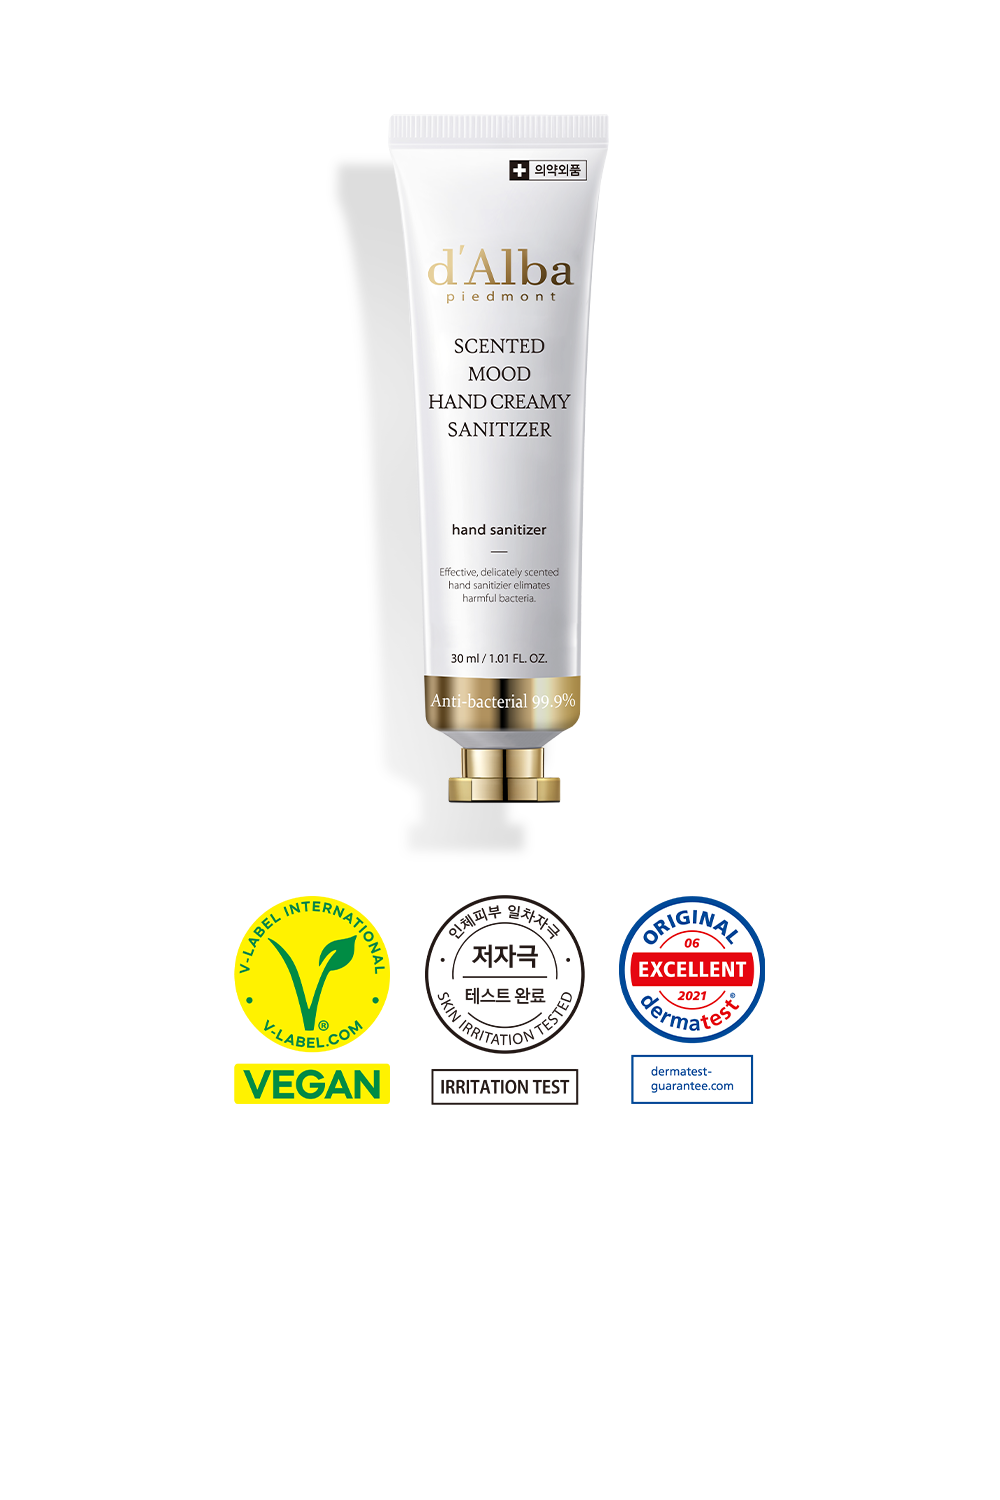 의약외품
d'Alba
piedmont
SCENTED
MOOD
HAND CREAMY
SANITIZER
hand sanitizer
Effective, delicately scented
hand sanitizier elimates
harmful bacteria.
30 ml / 1.01 FL. OZ.
Anti-bacterial 99.9%
V-LABEL INTERNATIONAL
V®
V-LABEL.COM
VEGAN
인체피부 일차자극
저자극
테스트 완료
SKIN IRRITATION TESTED
IRRITATION TEST
ORIGINAL
06
EXCELLENT
2021
dermatest®
dermatest-
guarantee.com